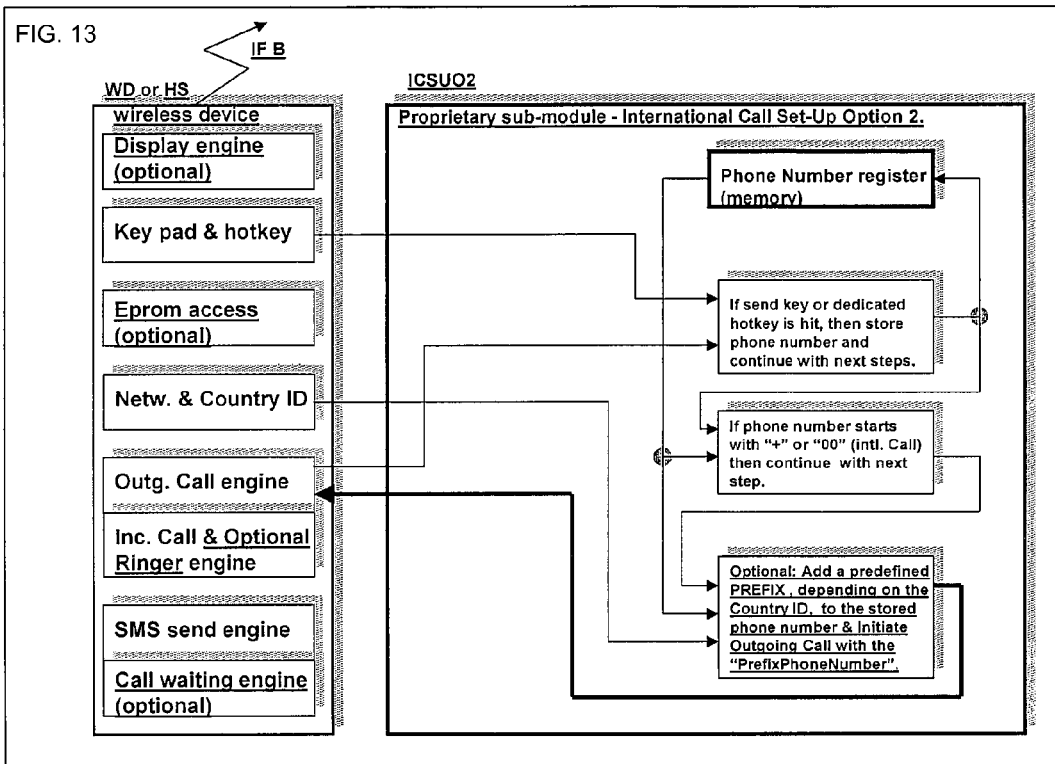 FIG. 13
IF B
WD or HS
wireless device
Display engine
(optional)
Key pad & hotkey
Eprom access
(optional)
Netw. & Country ID
Outg. Call engine
Inc. Call & Optional
Ringer engine
SMS send engine
Call waiting engine
(optional)
ICSUO2
Proprietary sub-module - International Call Set-Up Option 2.
Phone Number register
(memory)
If send key or dedicated
hotkey is hit, then store
phone number and
continue with next steps.
If phone number starts
with "+" or "00" (intl. Call)
then continue with next
step.
Optional: Add a predefined
PREFIX , depending on the
Country ID, to the stored
phone number & Initiate
Outgoing Call with the
"PrefixPhoneNumber".